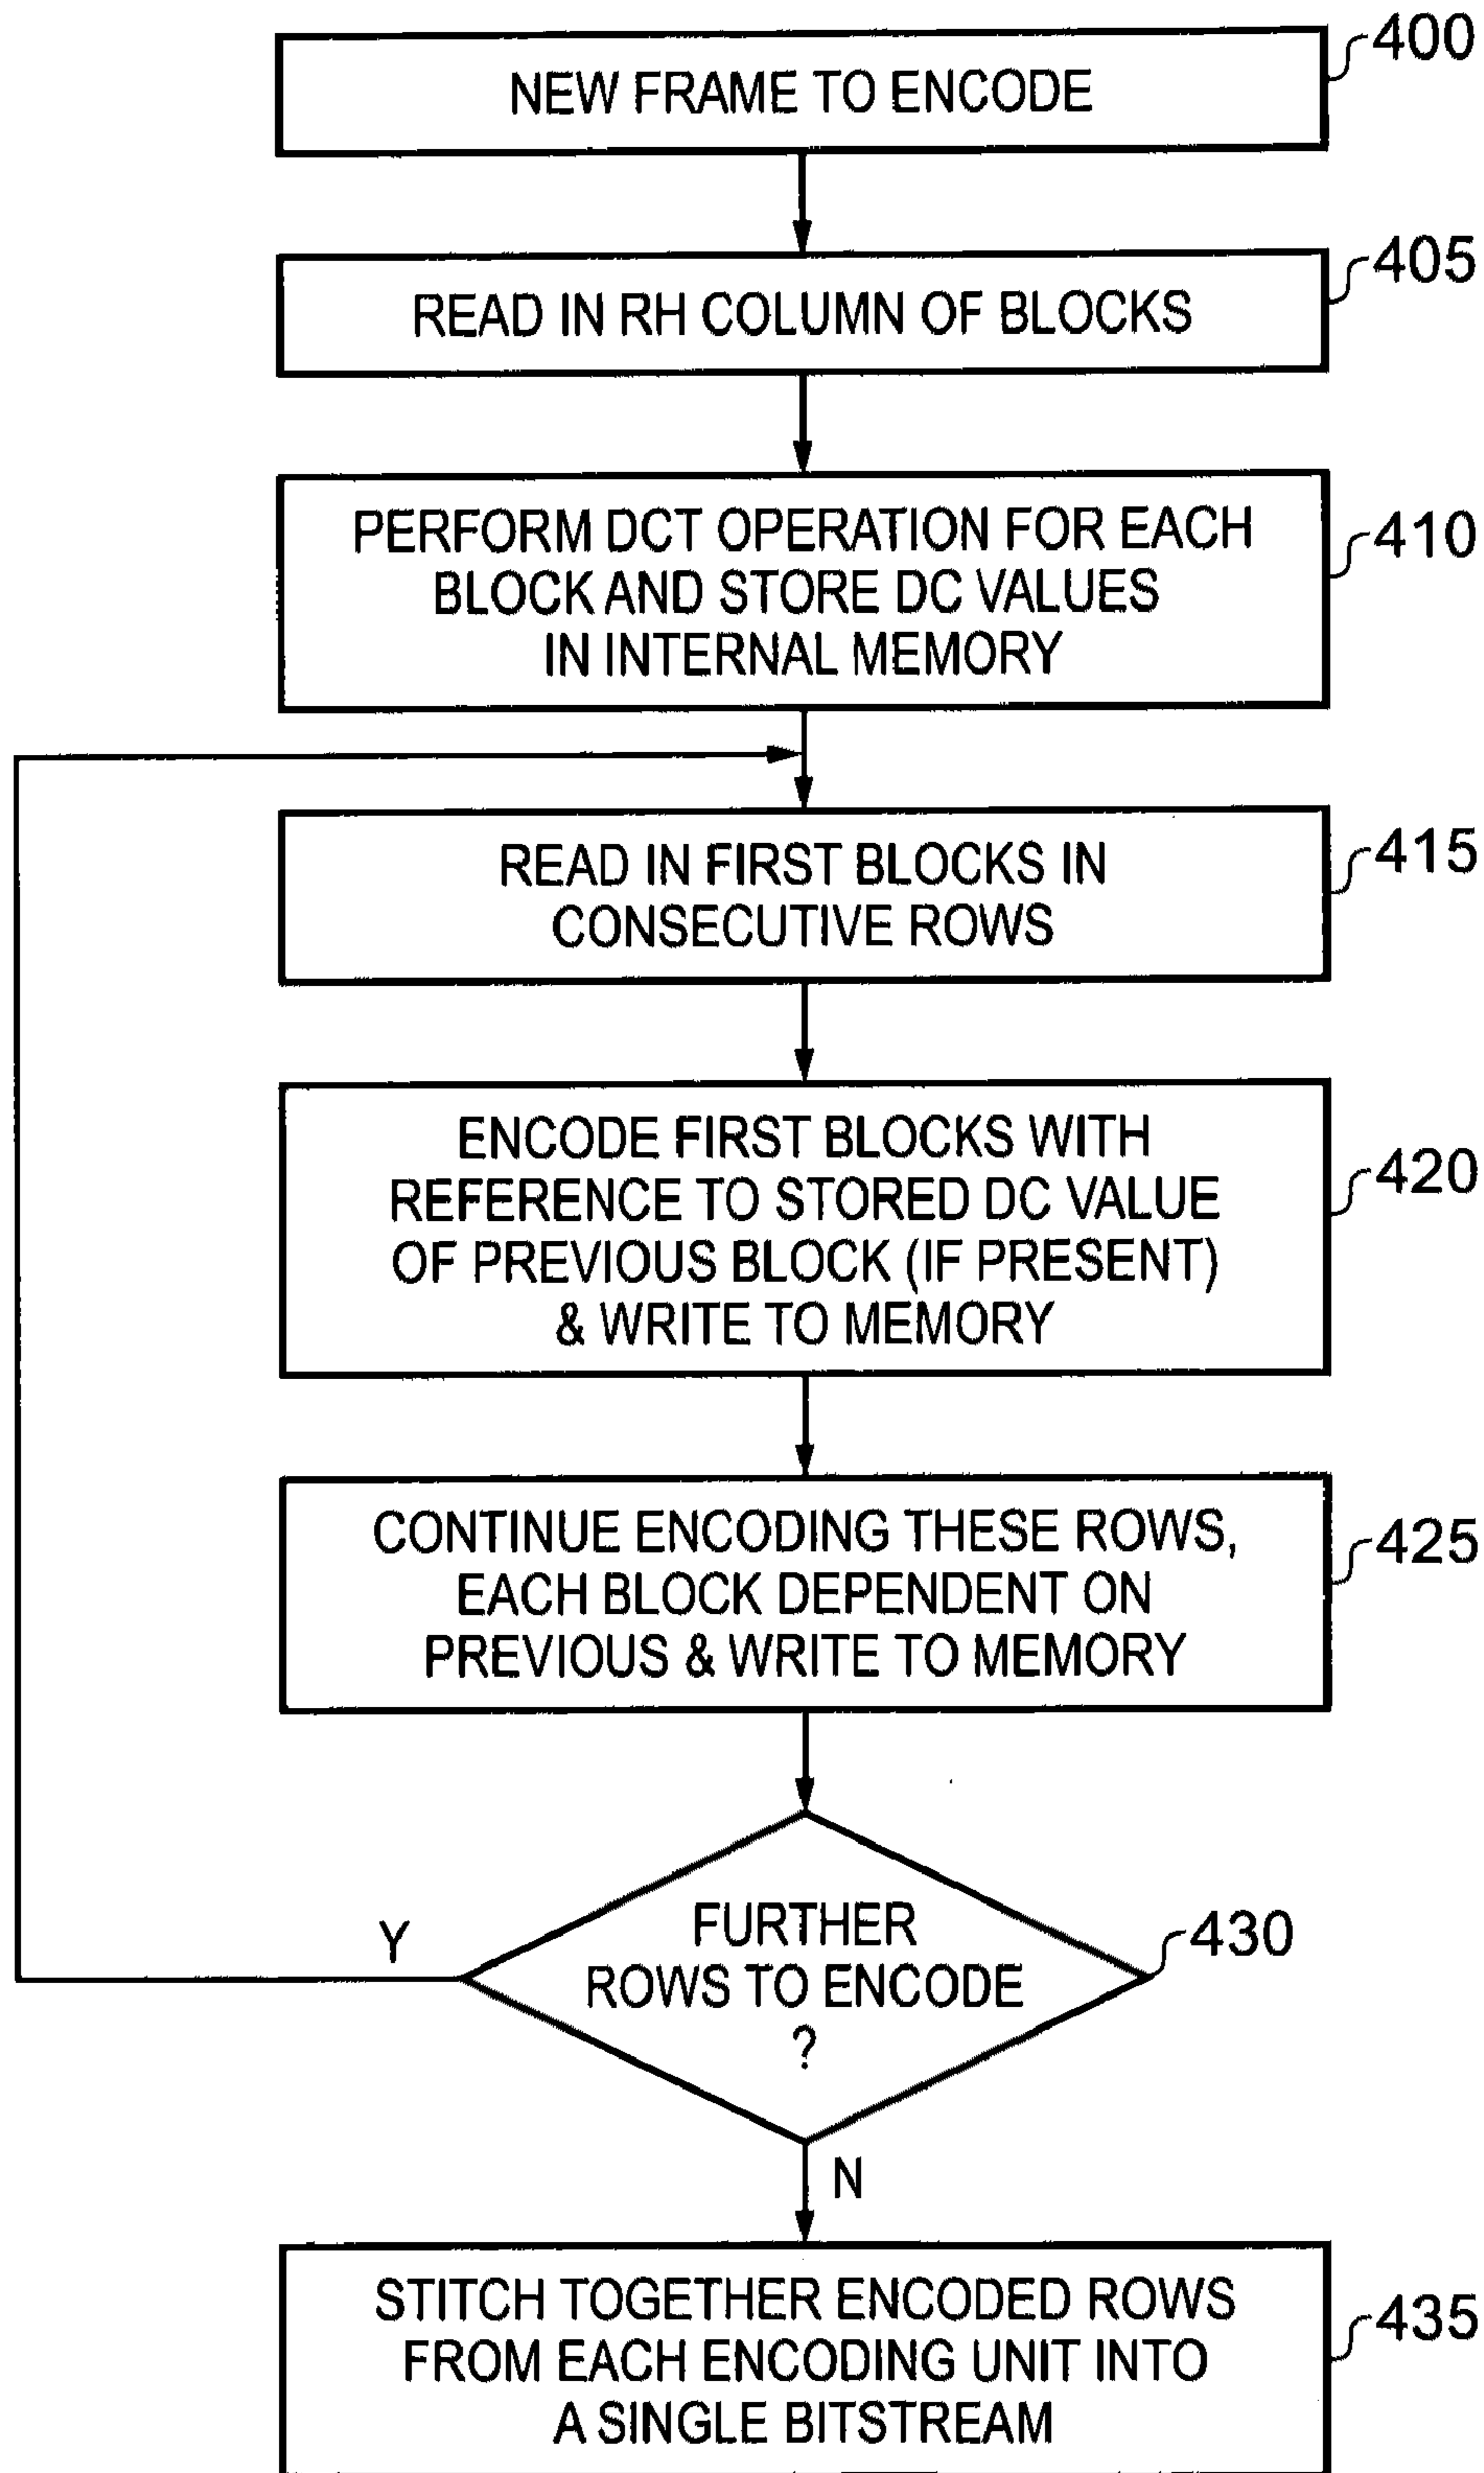 400
NEW FRAME TO ENCODE
405
READ IN RH COLUMN OF BLOCKS
PERFORM DCT OPERATION FOR EACH
BLOCK AND STORE DC VALUES
IN INTERNAL MEMORY
410
READ IN FIRST BLOCKS IN
CONSECUTIVE ROWS
415
ENCODE FIRST BLOCKS WITH
REFERENCE TO STORED DC VALUE
OF PREVIOUS BLOCK (IF PRESENT)
& WRITE TO MEMORY
420
CONTINUE ENCODING THESE ROWS,
EACH BLOCK DEPENDENT ON
PREVIOUS & WRITE TO MEMORY
425
Y
FURTHER
ROWS TO ENCODE
?
430
N
STITCH TOGETHER ENCODED ROWS
FROM EACH ENCODING UNIT INTO
A SINGLE BITSTREAM
435